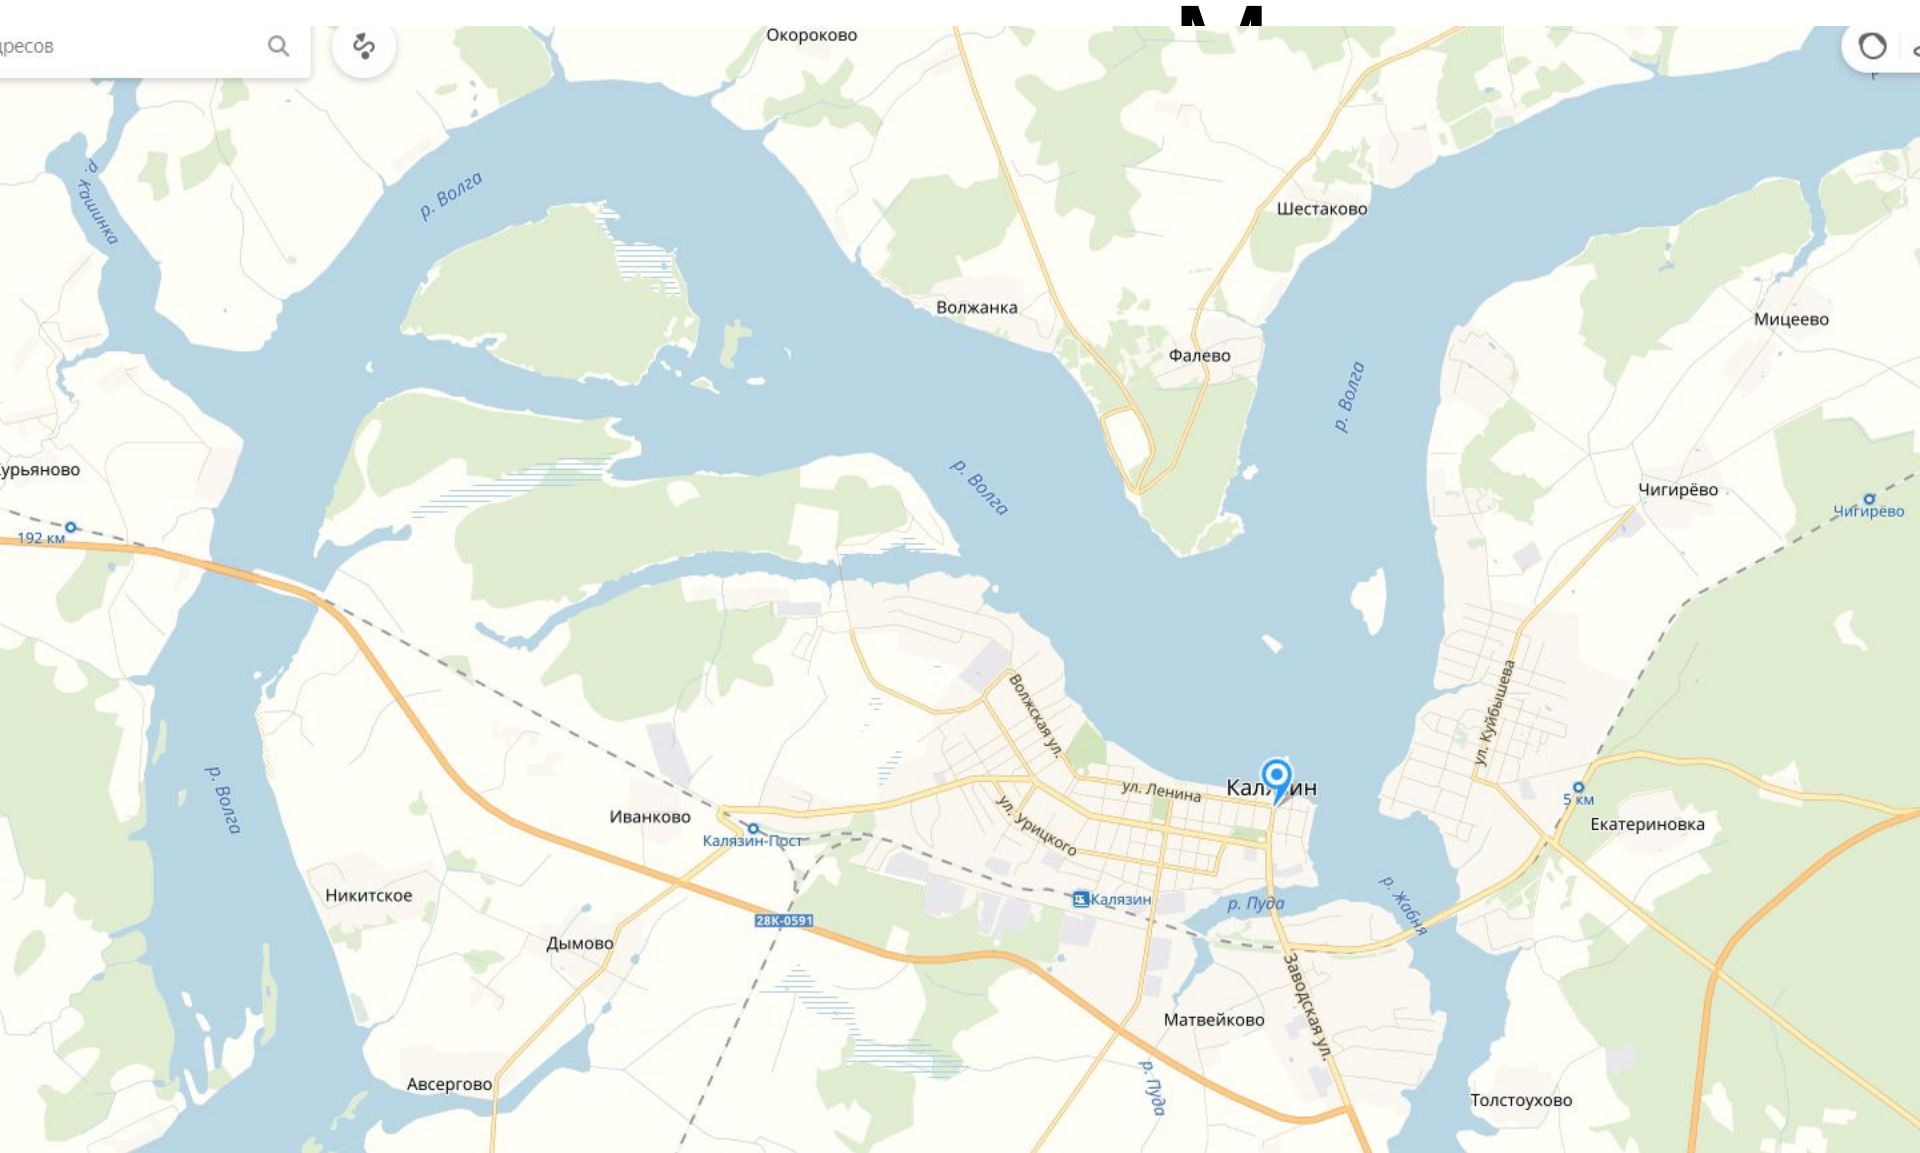 дресов
Окороково
р. Кашинка
р. Волга
Шестаково
Волжанка
Мицеево
Фалево
р. Волга
урьяново
р. Волга
Чигирёво
Чигирёво
192 км
Волжская ул.
ул. Куйбышева
р. Волга
ул. Ленина
Калязин
5 км
Иванково
ул. Урицкого
Екатериновка
Калязин-Пост
Никитское
Калязин
р. Пуда
р. Жабня
28К-0591
Дымово
Заводская ул.
Матвейково
Авсергово
р. Пуда
Толстоухово